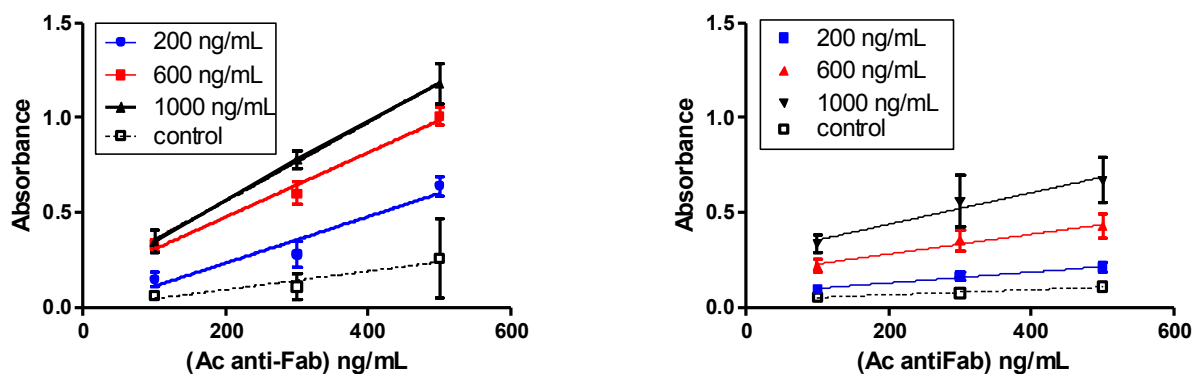 1.5
1.0
0.5
0.0
Absorbance
200 ng/mL
600 ng/mL
1000 ng/mL
control
0 200 400 600
(Ac anti-Fab) ng/mL
1.5
1.0
0.5
0.0
Absorbance
200 ng/mL
600 ng/mL
1000 ng/mL
control
0 200 400 600
(Ac antiFab) ng/mL